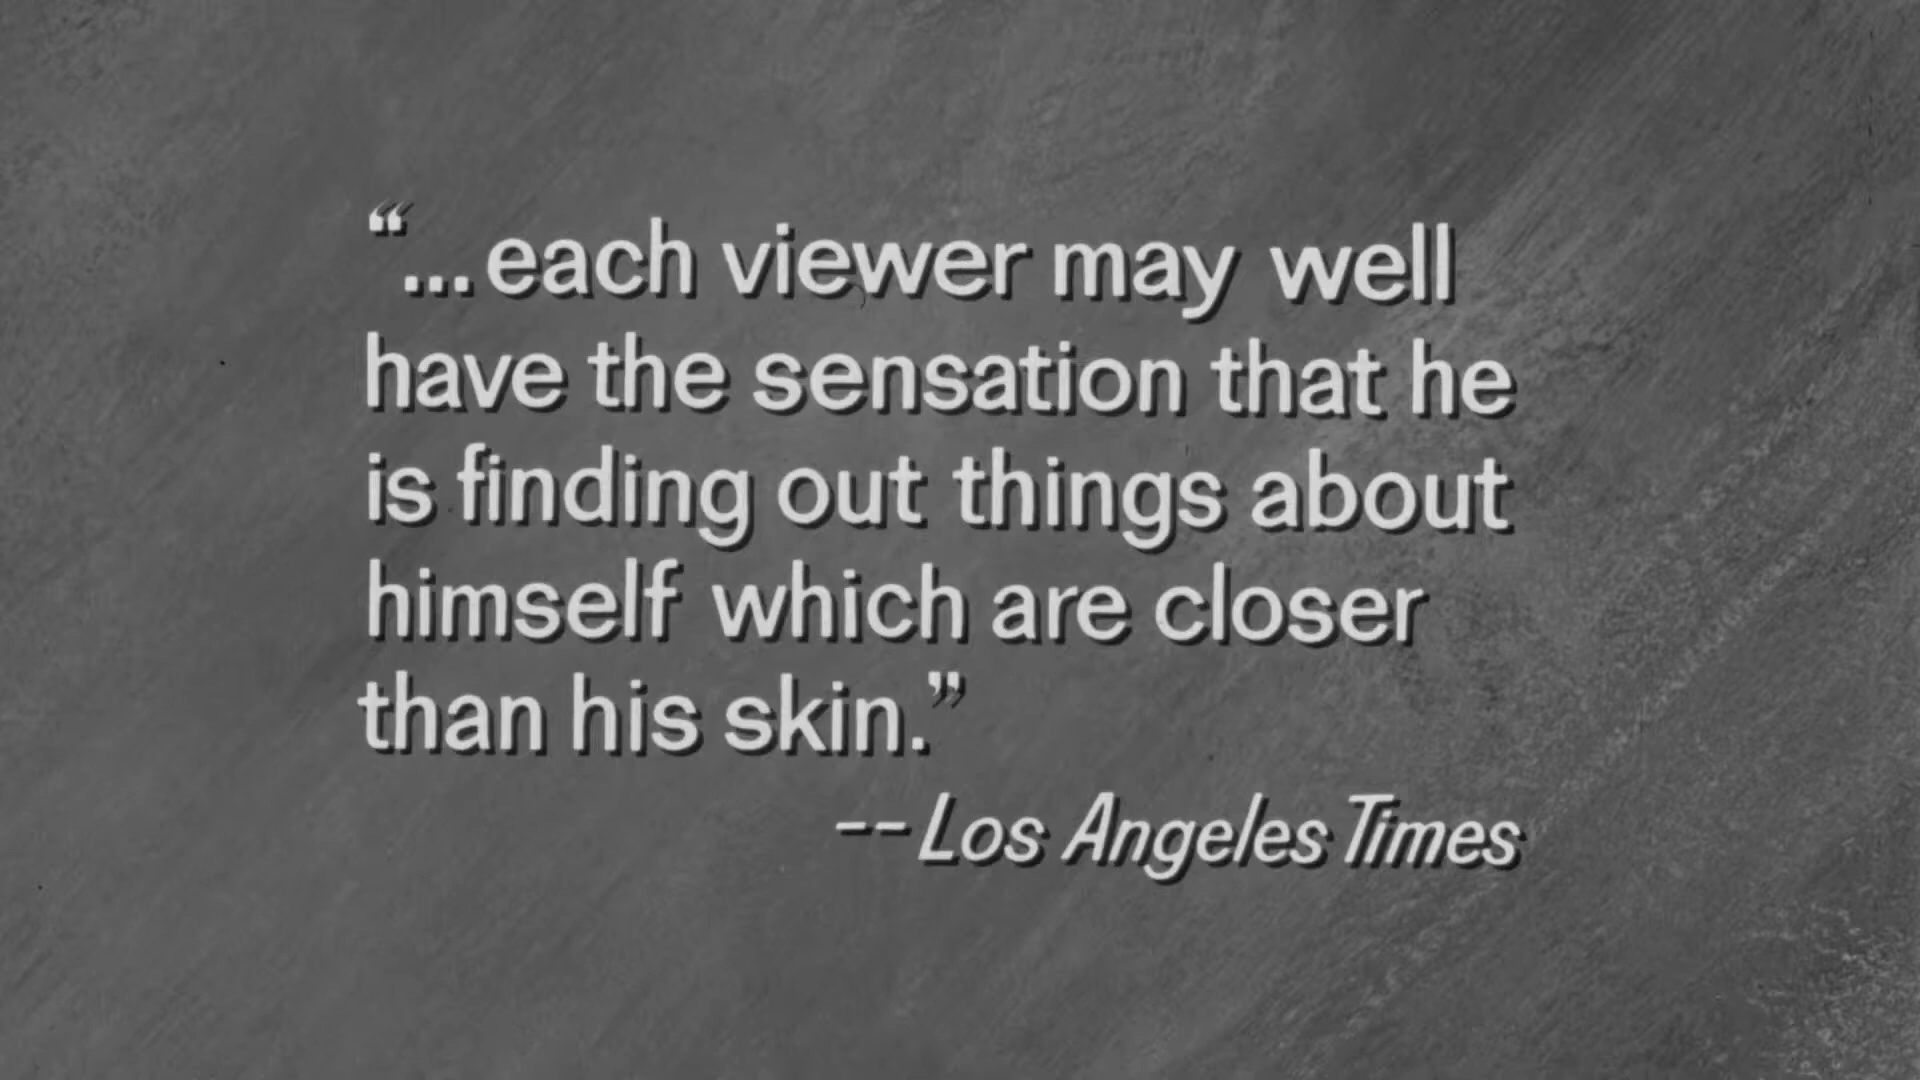 “...each viewer may well
have the sensation that he
is finding out things about
himself which are closer
than his skin.”
--Los Angeles Times